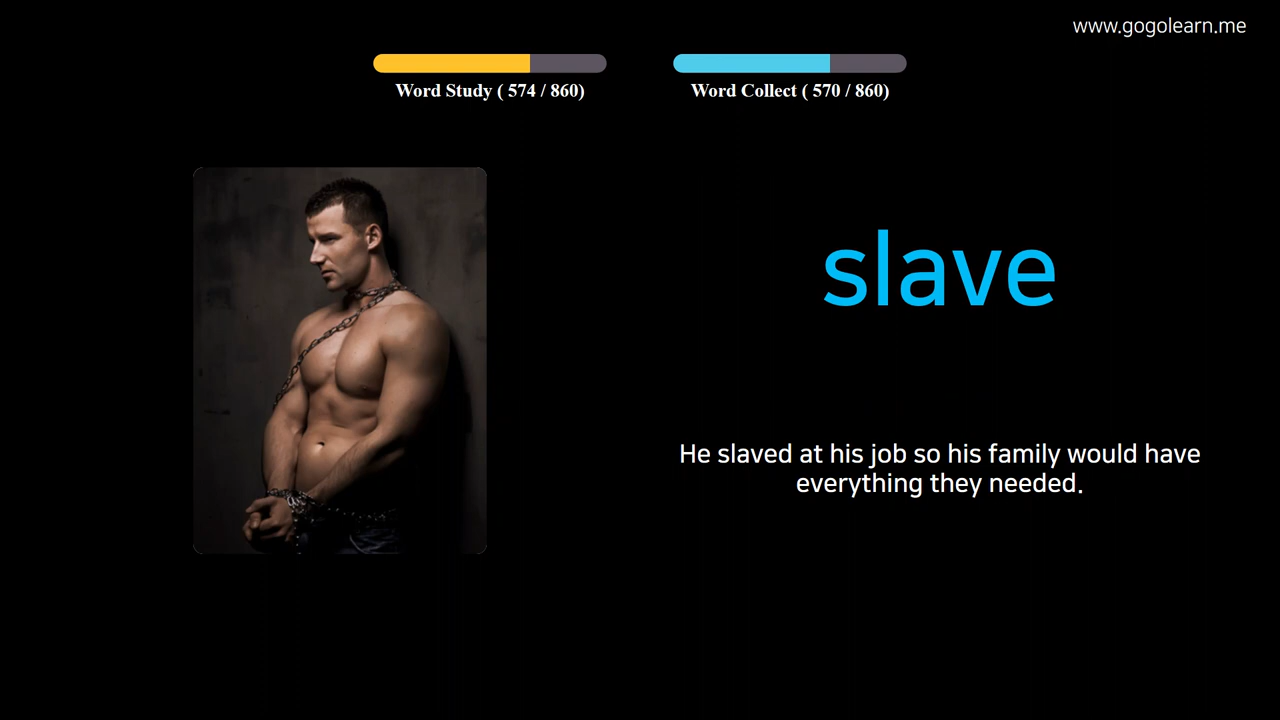 www.gogolearn.me
Word Study ( 574 / 860)
Word Collect ( 570 / 860)
slave
He slaved at his job so his family would have
everything they needed.